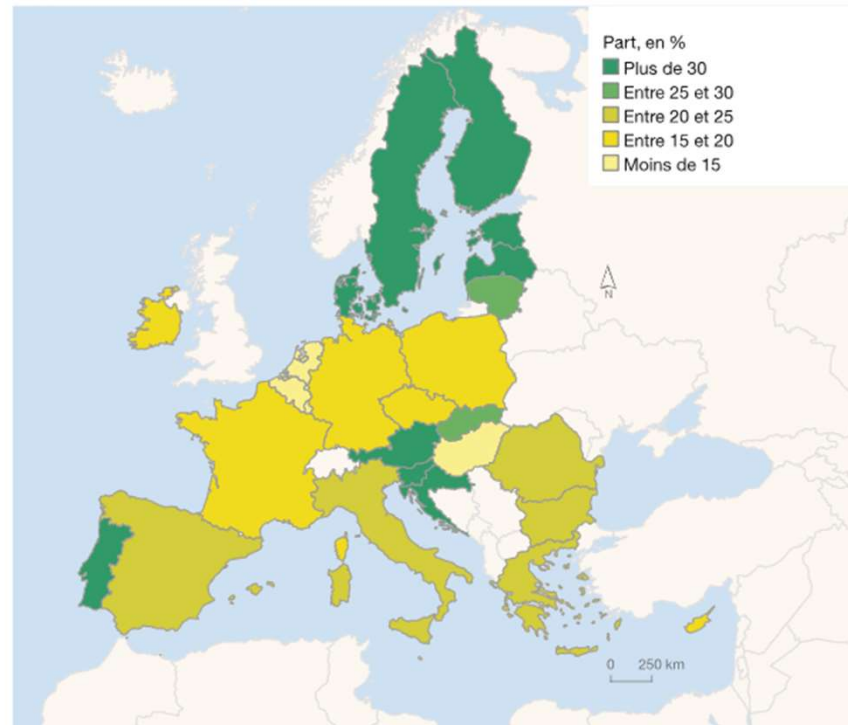 Part, en %
Plus de 30
Entre 25 et 30
Entre 20 et 25
Entre 15 et 20
Moins de 15
N
0 250 km